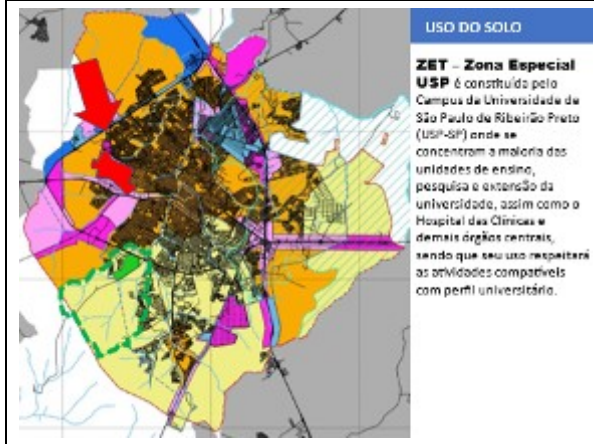 USO DO SOLO
ZET – Zona Especial
USP é constituída pelo
Campus da Universidade de
São Paulo de Ribeirão Preto
(USP-SP) onde se
concentram a maioria das
unidades de ensino,
pesquisa e extensão da
universidade, assim como o
Hospital das Clínicas e
demais órgãos centrais,
sendo que seu uso respeitará
as atividades compatíveis
com perfil universitário.